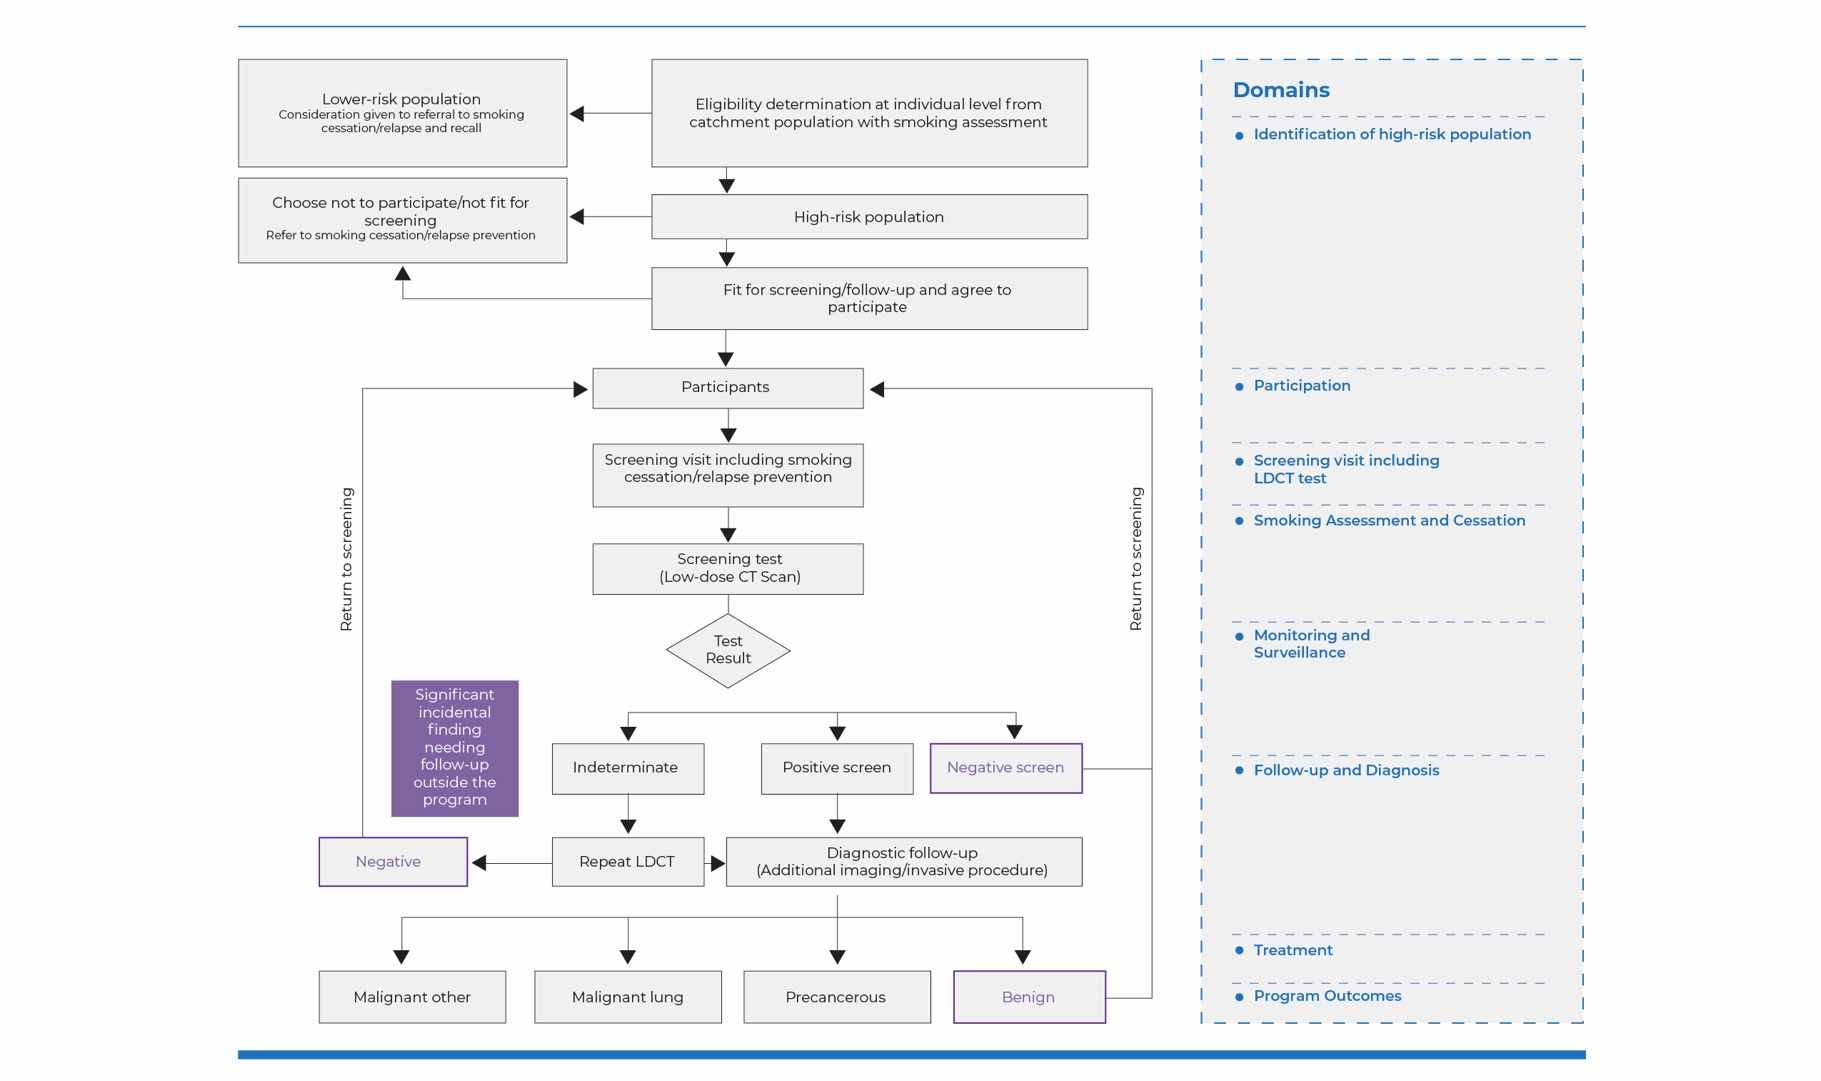 Lower-risk population
Consideration given to referral to smoking
cessation/relapse and recall
Eligibility determination at individual level from
catchment population with smoking assessment
Choose not to participate/not fit for
screening
Refer to smoking cessation/relapse prevention
High-risk population
Fit for screening/follow-up and agree to
participate
Participants
Screening visit including smoking
cessation/relapse prevention
Screening test
(Low-dose CT Scan)
Test
Result
Return to screening
Return to screening
Significant
incidental
finding
needing
follow-up
outside the
program
Indeterminate
Positive screen
Negative screen
Negative
Repeat LDCT
Diagnostic follow-up
(Additional imaging/invasive procedure)
Malignant other
Malignant lung
Precancerous
Benign
Domains
Identification of high-risk population
Participation
Screening visit including
LDCT test
Smoking Assessment and Cessation
Monitoring and
Surveillance
Follow-up and Diagnosis
Treatment
Program Outcomes